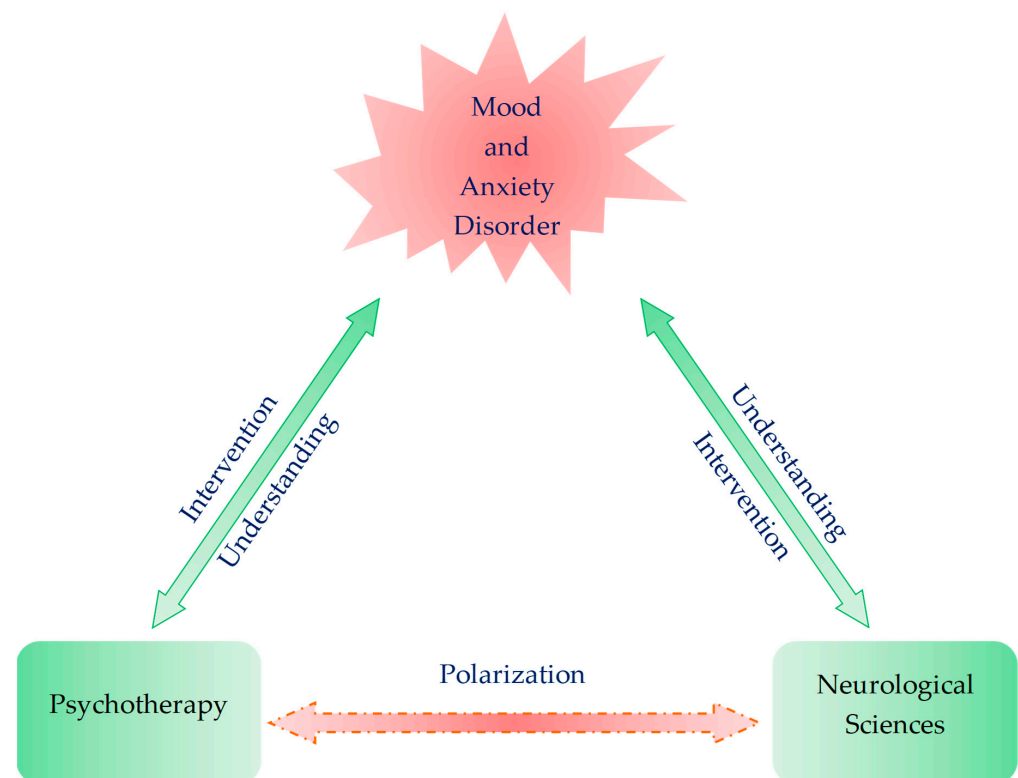 Mood
and
Anxiety
Disorder
Intervention
Understanding
Understanding
Intervention
Polarization
Psychotherapy
Neurological
Sciences